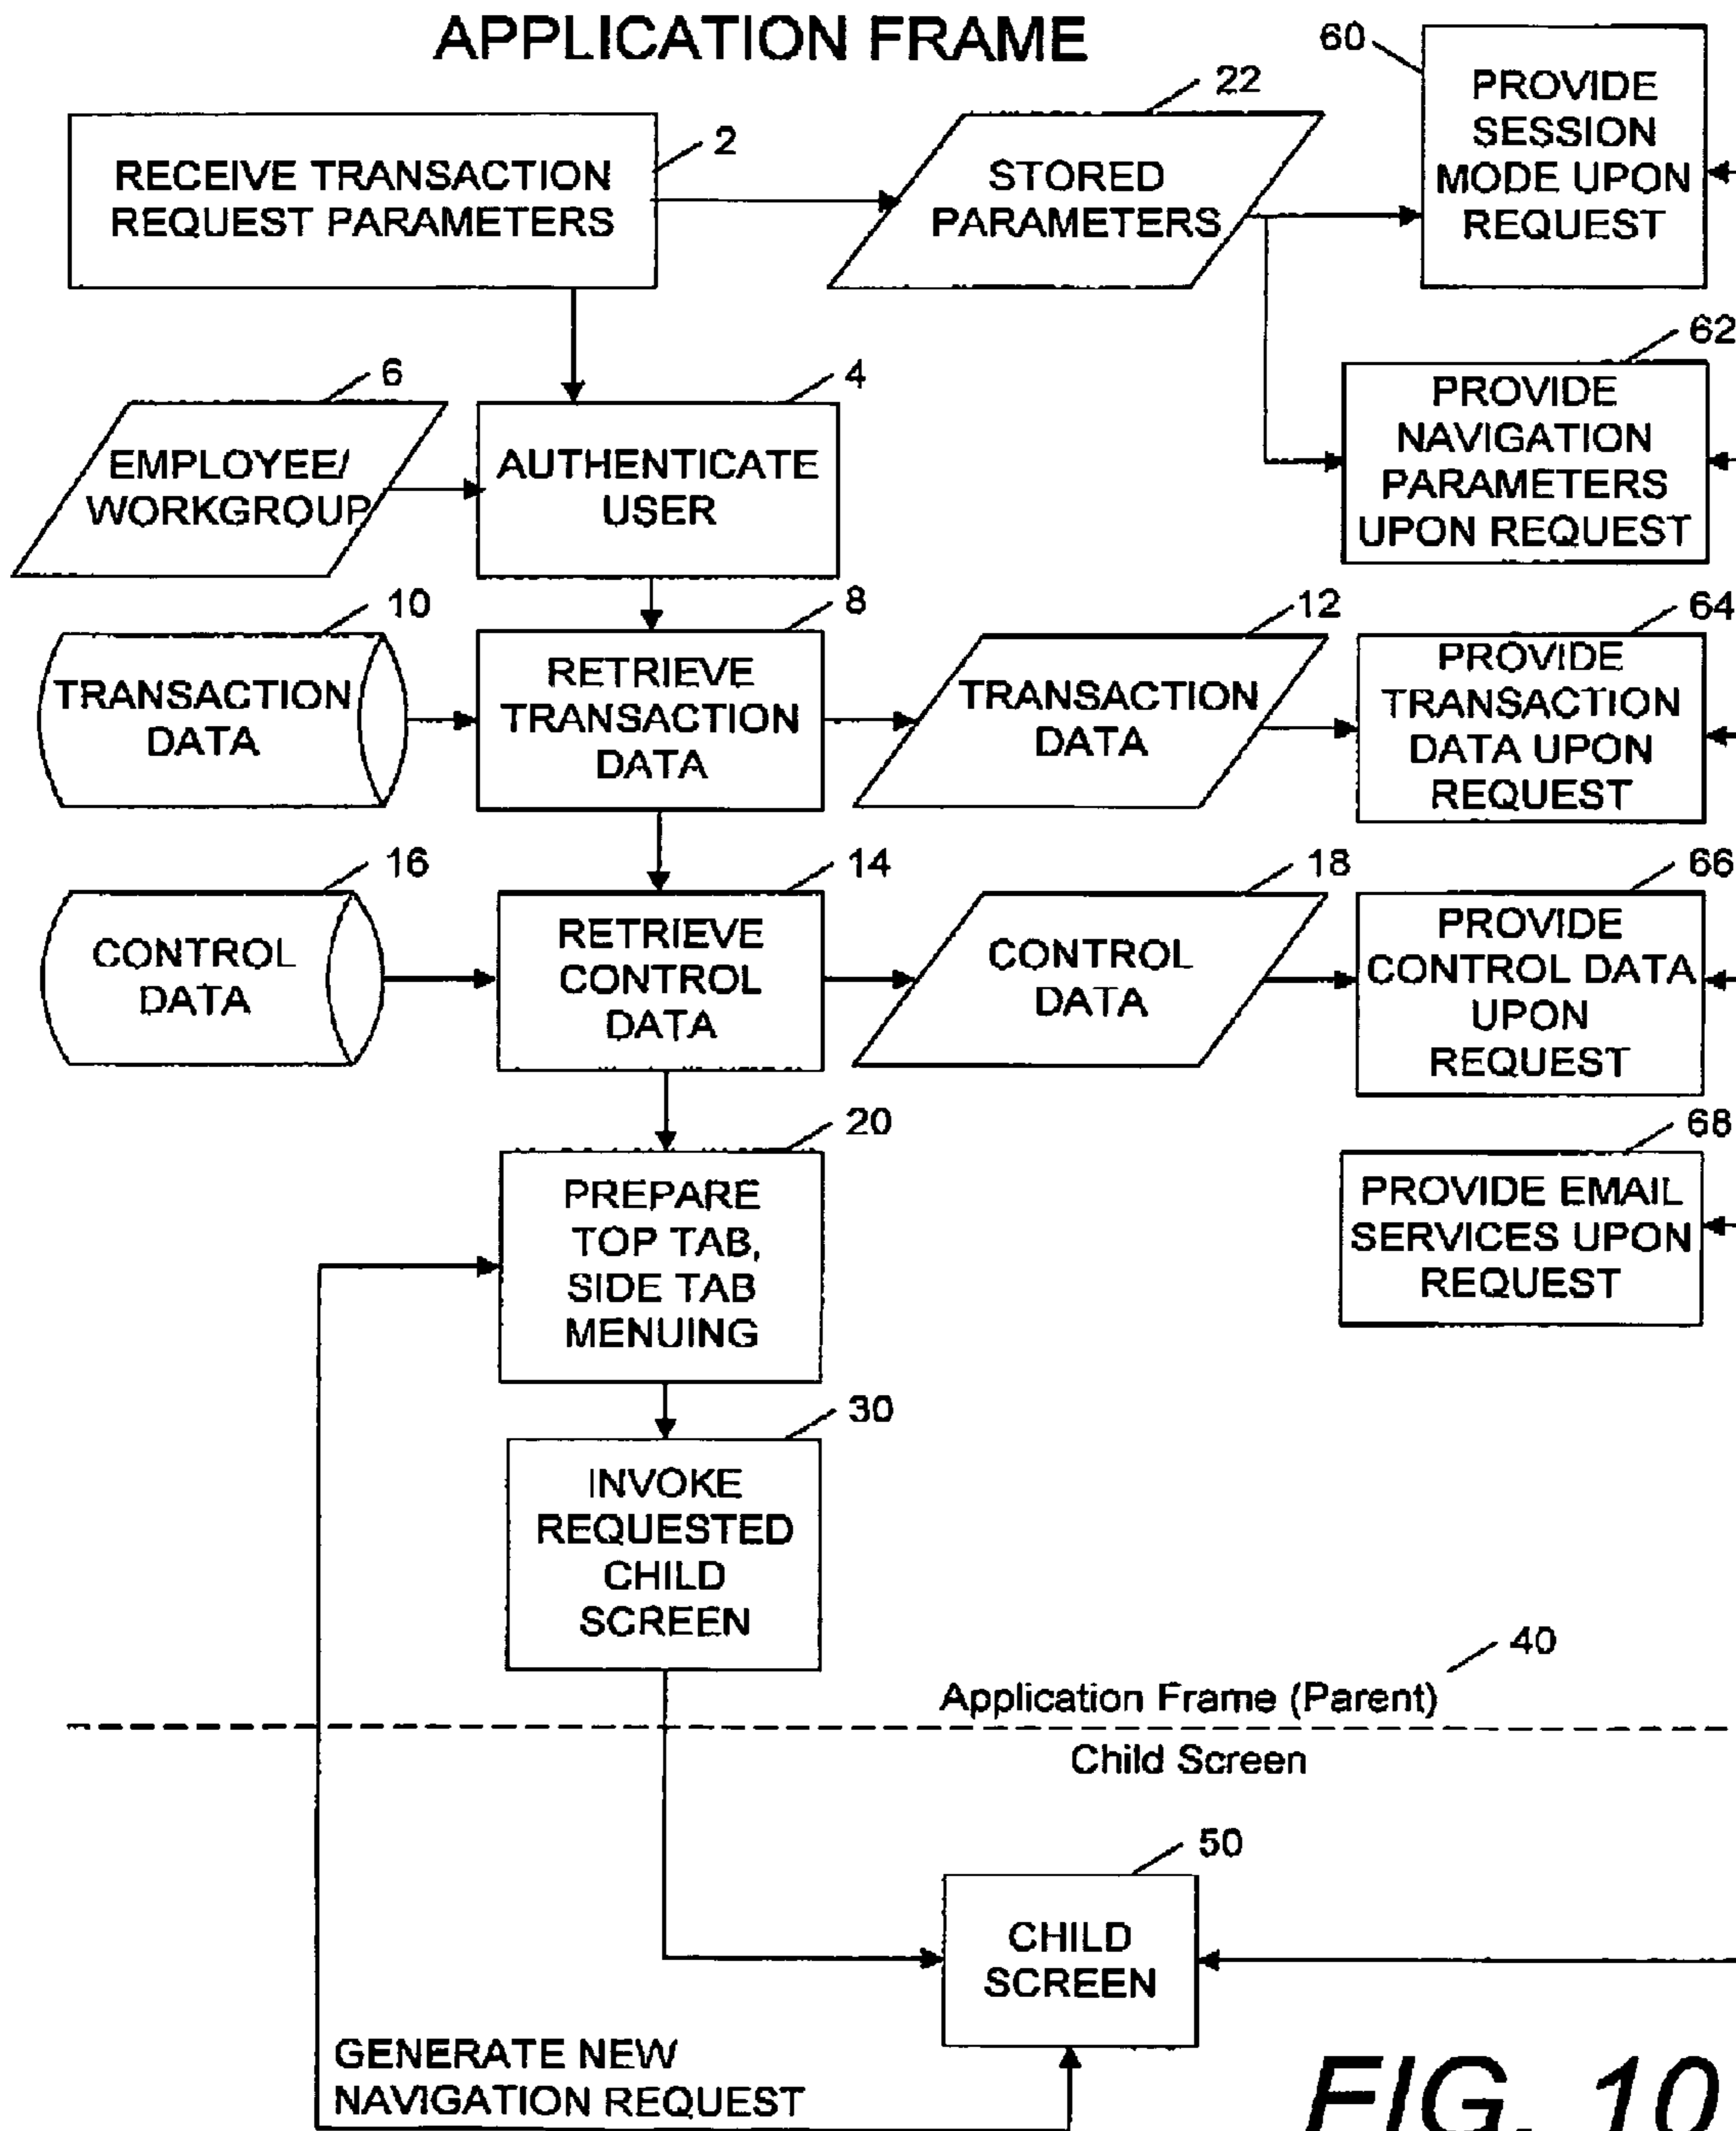 APPLICATION FRAME
2
RECEIVE TRANSACTION
REQUEST PARAMETERS
22
STORED
PARAMETERS
60
PROVIDE
SESSION
MODE UPON
REQUEST
62
PROVIDE
NAVIGATION
PARAMETERS
UPON REQUEST
6
EMPLOYEE/
WORKGROUP
4
AUTHENTICATE
USER
10
TRANSACTION
DATA
8
RETRIEVE
TRANSACTION
DATA
12
TRANSACTION
DATA
64
PROVIDE
TRANSACTION
DATA UPON
REQUEST
16
CONTROL
DATA
14
RETRIEVE
CONTROL
DATA
18
CONTROL
DATA
66
PROVIDE
CONTROL DATA
UPON
REQUEST
20
PREPARE
TOP TAB,
SIDE TAB
MENUING
68
PROVIDE EMAIL
SERVICES UPON
REQUEST
30
INVOKE
REQUESTED
CHILD
SCREEN
40
Application Frame (Parent)
Child Screen
50
CHILD
SCREEN
GENERATE NEW
NAVIGATION REQUEST
FIG. 10